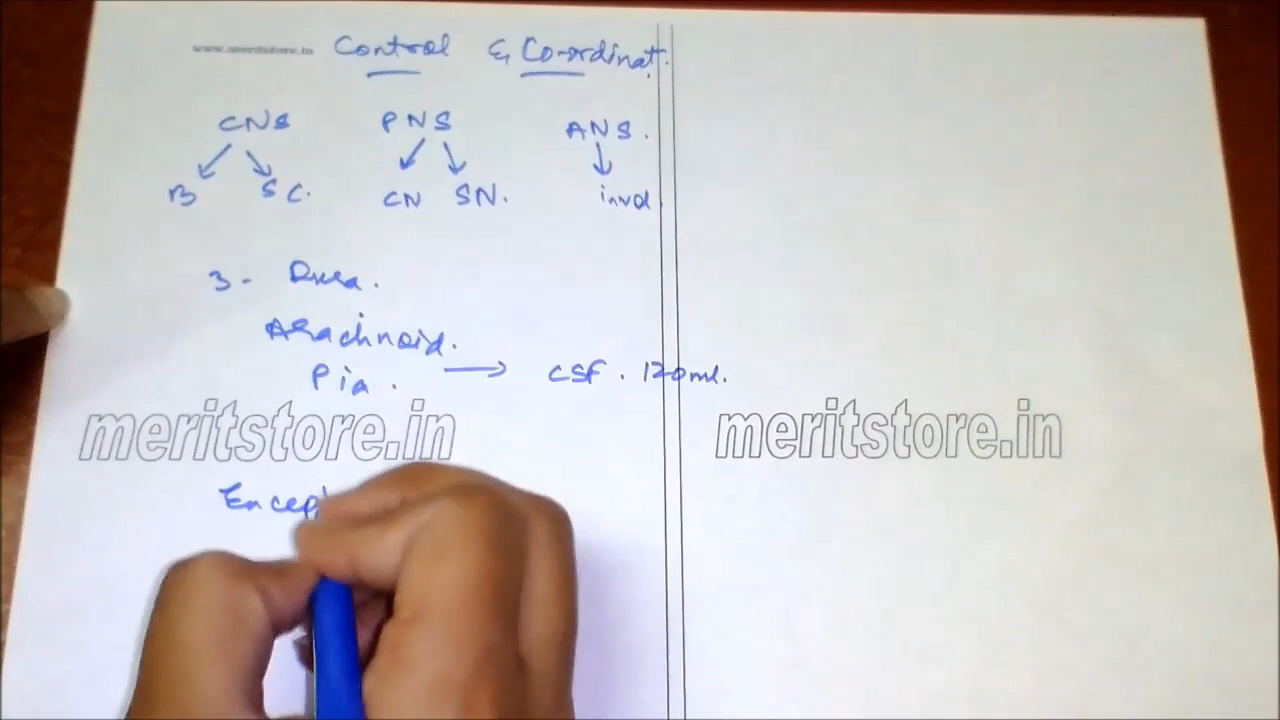 www.meritstore.in Control & Co-ordinat.
CNS PNS ANS.
B SC. CN SN. invol
3- Dura.
Arachnoid.
Pia. → CSF. 120ml.
meritstore.in meritstore.in
Enceph